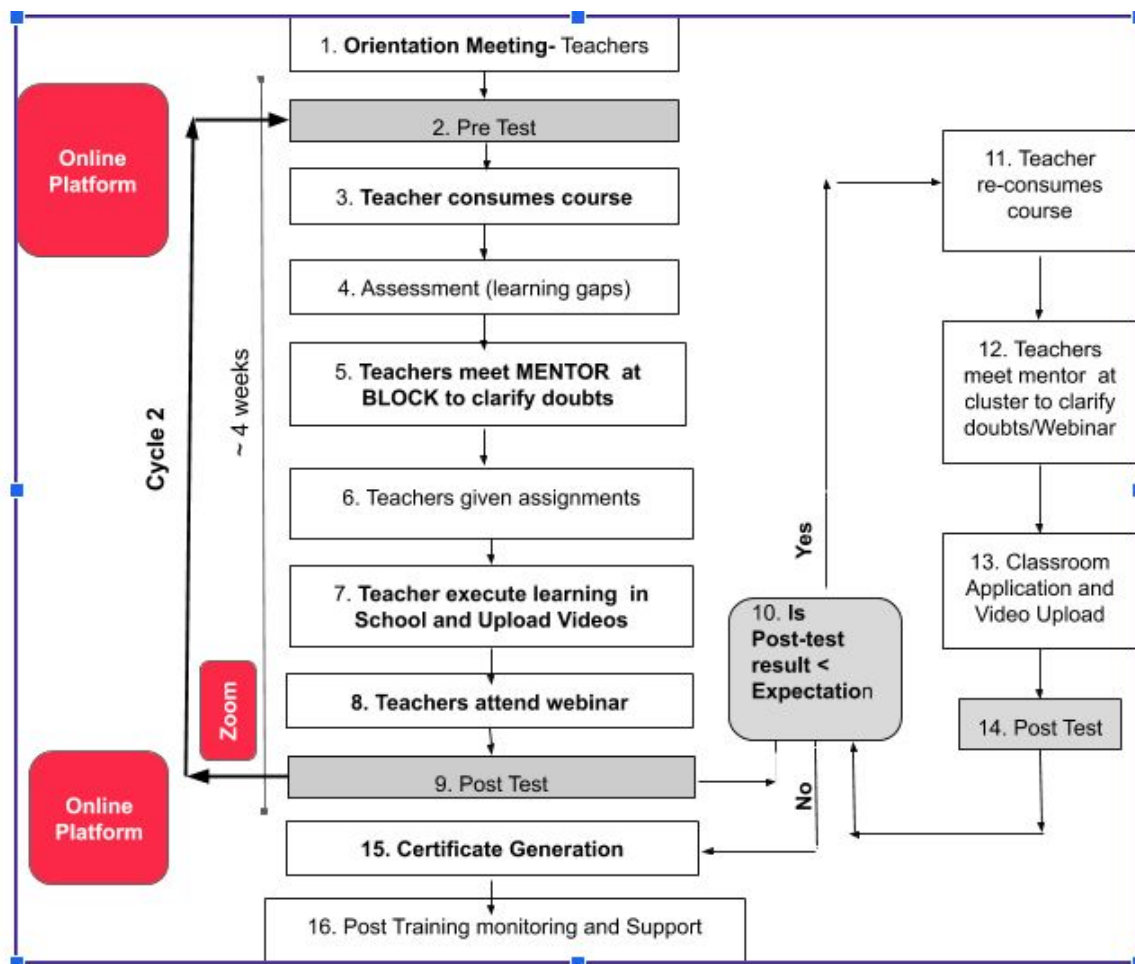 1. Orientation Meeting- Teachers
2. Pre Test
3. Teacher consumes course
4. Assessment (learning gaps)
5. Teachers meet MENTOR at
BLOCK to clarify doubts
6. Teachers given assignments
7. Teacher execute learning in
School and Upload Videos
8. Teachers attend webinar
9. Post Test
15. Certificate Generation
16. Post Training monitoring and Support
Online
Platform
Cycle 2
~ 4 weeks
Zoom
Online
Platform
10. Is
Post-test
result <
Expectation
Yes
No
11. Teacher
re-consumes
course
12. Teachers
meet mentor at
cluster to clarify
doubts/Webinar
13. Classroom
Application and
Video Upload
14. Post Test